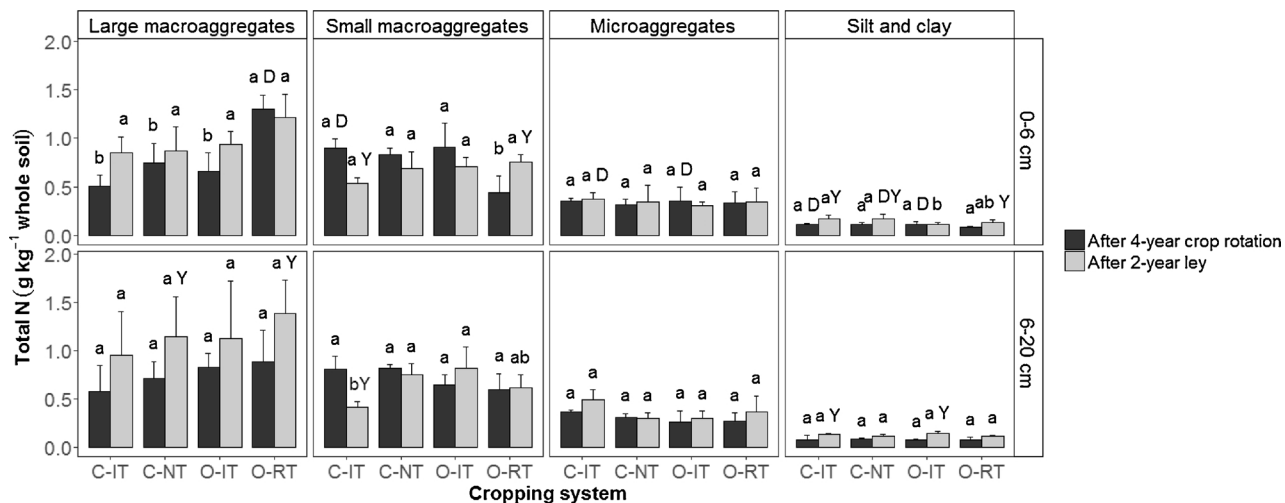 Large macroaggregates Small macroaggregates Microaggregates Silt and clay
2.0
1.5
1.0
0.5
0.0
b a b a b a a D a
a D a Y a a a a b a Y
a a D a a a D a a a
a D aY a a DY a D b a ab Y
0-6 cm
2.0
1.5
1.0
0.5
0.0
a a a a Y a a a a Y
a bY a a a a a ab
a a a a a a a a
a a Y a a a a Y a a
6-20 cm
C-IT C-NT O-IT O-RT C-IT C-NT O-IT O-RT C-IT C-NT O-IT O-RT C-IT C-NT O-IT O-RT
Total N (g kg⁻¹ whole soil)
Cropping system
After 4-year crop rotation
After 2-year ley